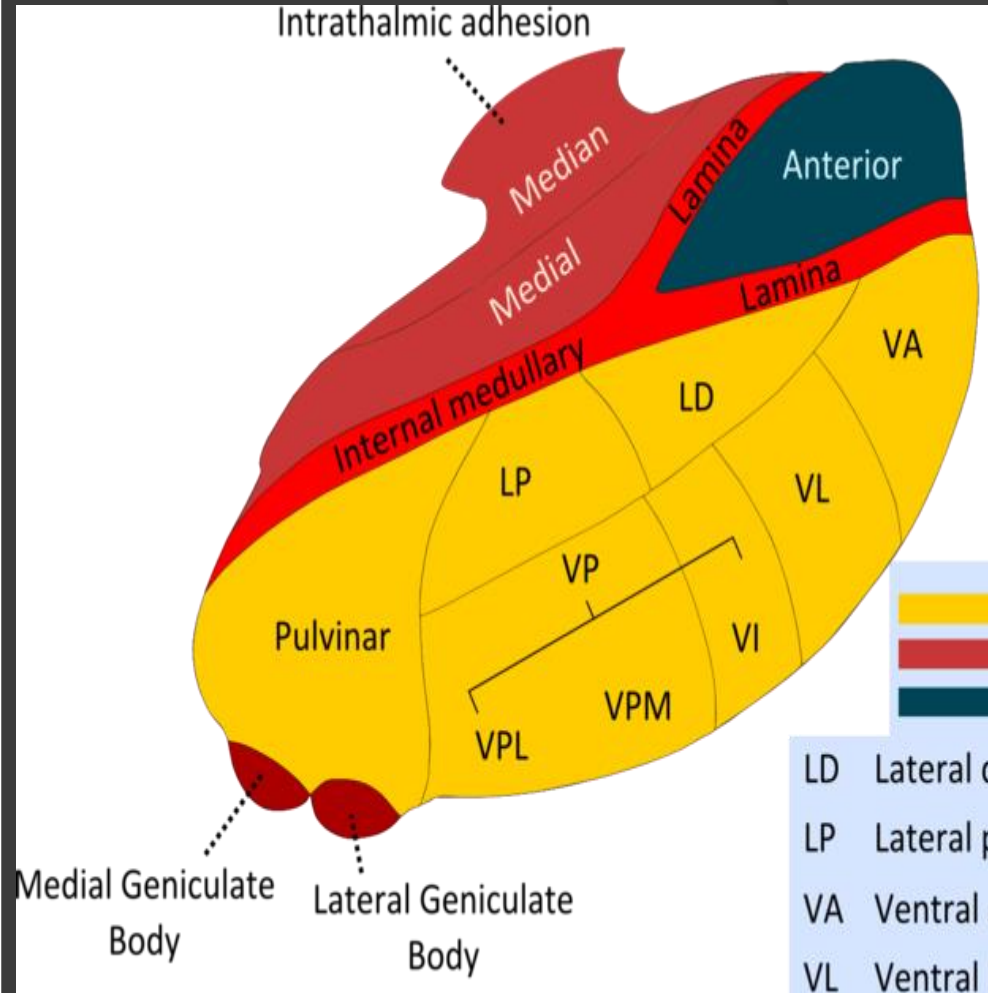 Intrathalmic adhesion
Median
Lamina
Anterior
Medial
Lamina
Internal medullary
VA
LD
LP
VL
VP
Pulvinar
VI
VPM
VPL
LD Lateral
LP Lateral
VA Ventral
VL Ventral
Medial Geniculate
Body
Lateral Geniculate
Body